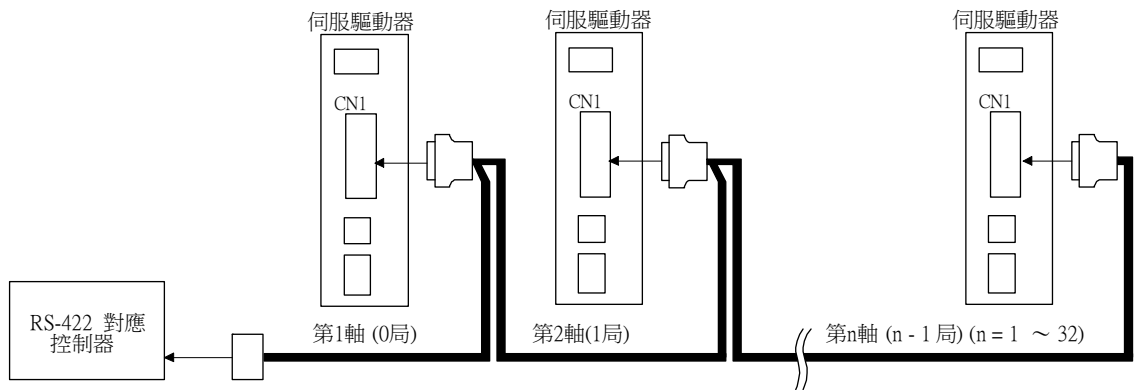 伺服驅動器
伺服驅動器
伺服驅動器
CN1
CN1
CN1
RS-422 對應
控制器
第1軸 (0局)
第2軸(1局)
第n軸 (n - 1 局) (n = 1 ～ 32)